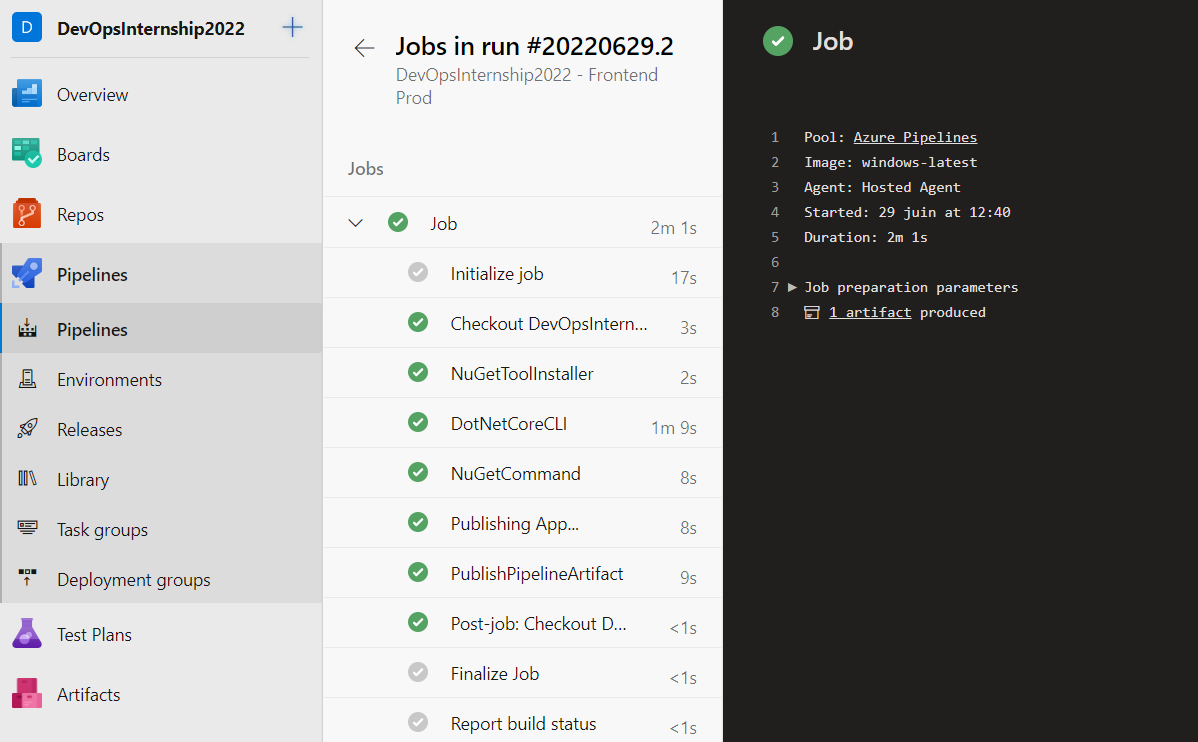 D DevOpsInternship2022
Overview
Boards
Repos
Pipelines
Pipelines
Environments
Releases
Library
Task groups
Deployment groups
Test Plans
Artifacts
Jobs in run #20220629.2
DevOpsInternship2022 - Frontend
Prod
Jobs
Job 2m 1s
Initialize job 17s
Checkout DevOpsIntern... 3s
NuGetToolInstaller 2s
DotNetCoreCLI 1m 9s
NuGetCommand 8s
Publishing App... 8s
PublishPipelineArtifact 9s
Post-job: Checkout D... <1s
Finalize Job <1s
Report build status <1s
Job
1 Pool: Azure Pipelines
2 Image: windows-latest
3 Agent: Hosted Agent
4 Started: 29 juin at 12:40
5 Duration: 2m 1s
6
7 Job preparation parameters
8 1 artifact produced